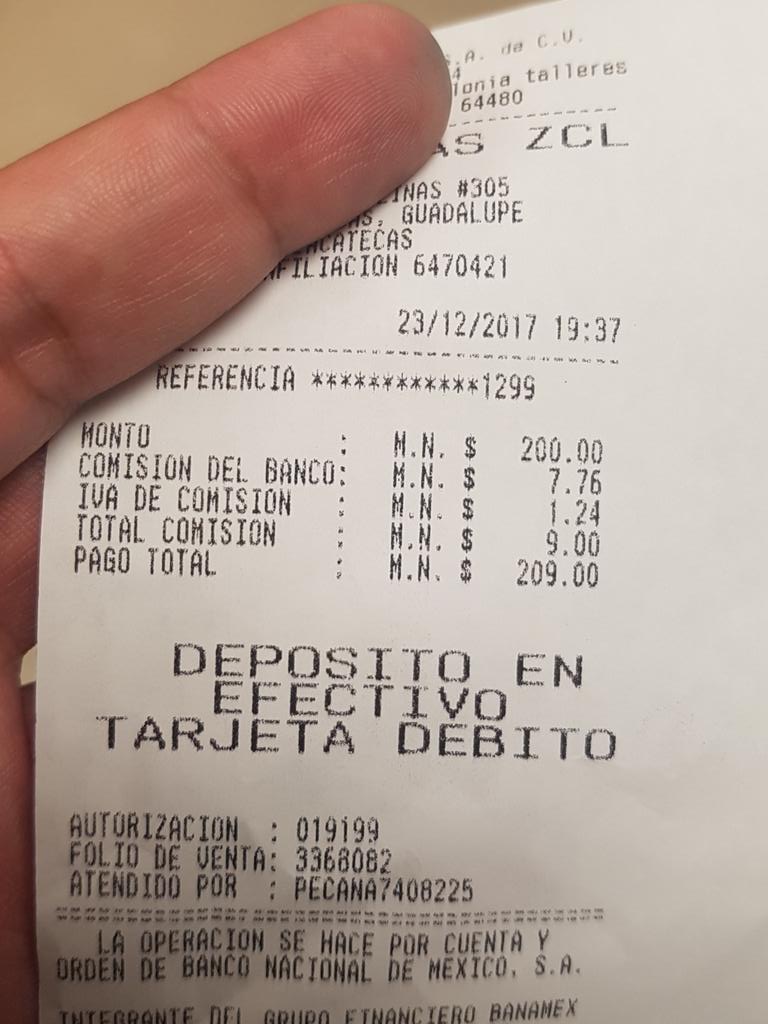 S.A. de C.V.
4
lonia talleres
64480
AS ZCL
INAS #305
AS, GUADALUPE
ZACATECAS
AFILIACION 6470421
23/12/2017 19:37
REFERENCIA ************1299
MONTO : M.N. $ 200.00
COMISION DEL BANCO: M.N. $ 7.76
IVA DE COMISION : M.N. $ 1.24
TOTAL COMISION : M.N. $ 9.00
PAGO TOTAL : M.N. $ 209.00
DEPOSITO EN
EFECTIVO
TARJETA DEBITO
AUTORIZACION : 019199
FOLIO DE VENTA: 3368082
ATENDIDO POR : PECANA7408225
LA OPERACION SE HACE POR CUENTA Y
ORDEN DE BANCO NACIONAL DE MEXICO, S.A.
INTEGRANTE DEL GRUPO FINANCIERO BANAMEX